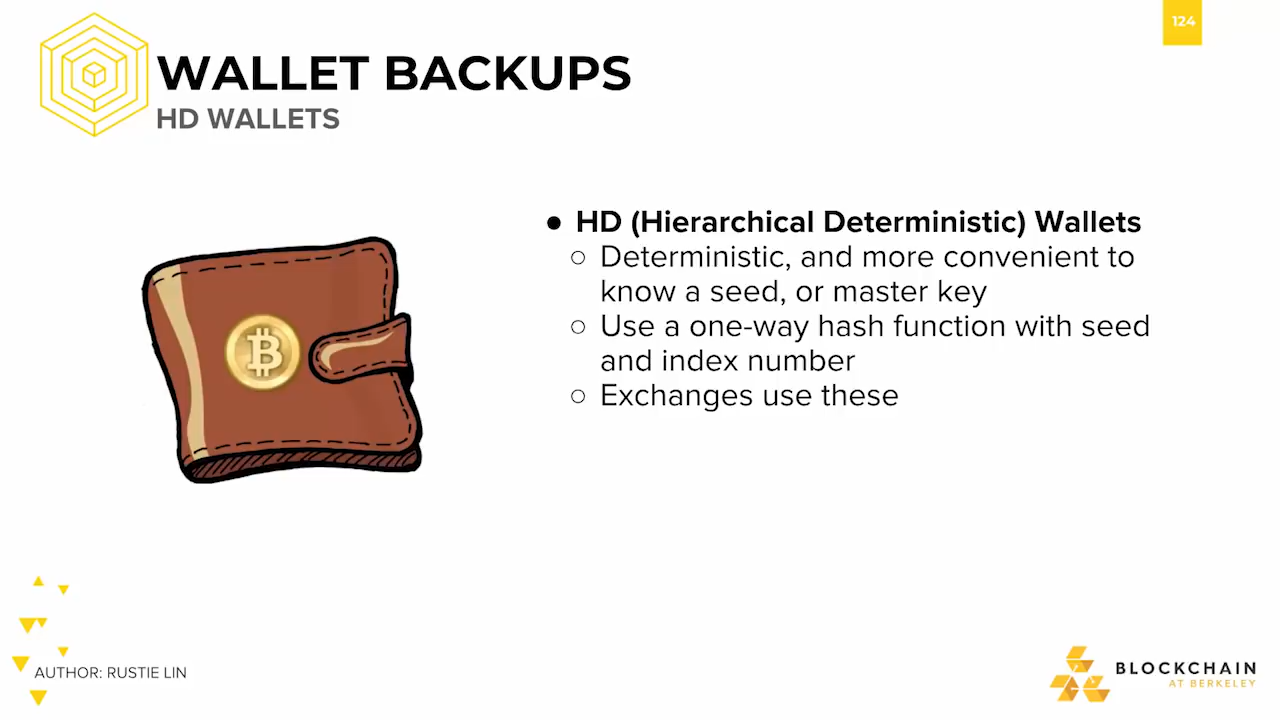 124
WALLET BACKUPS
HD WALLETS
● HD (Hierarchical Deterministic) Wallets
○ Deterministic, and more convenient to
know a seed, or master key
○ Use a one-way hash function with seed
and index number
○ Exchanges use these
AUTHOR: RUSTIE LIN
BLOCKCHAIN
AT BERKELEY